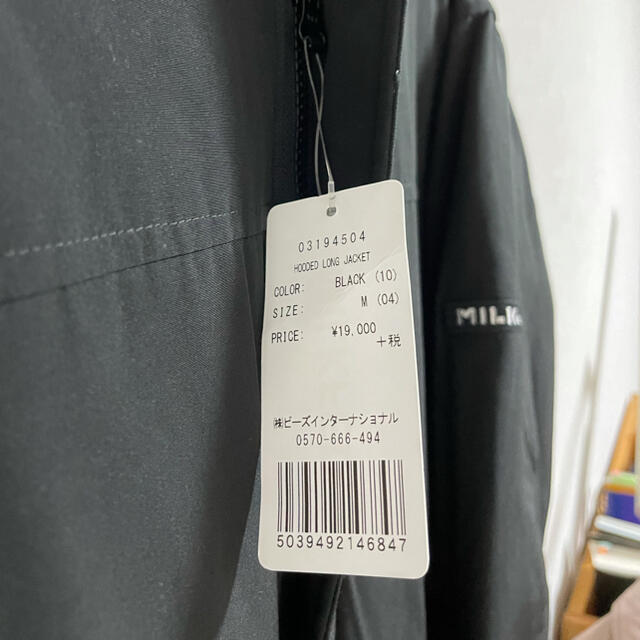 03194504
HOODED LONG JACKET
COLOR: BLACK (10)
SIZE: M (04)
PRICE: ¥19,000
+税
㈱ビーズインターナショナル
0570-666-494
5039492146847